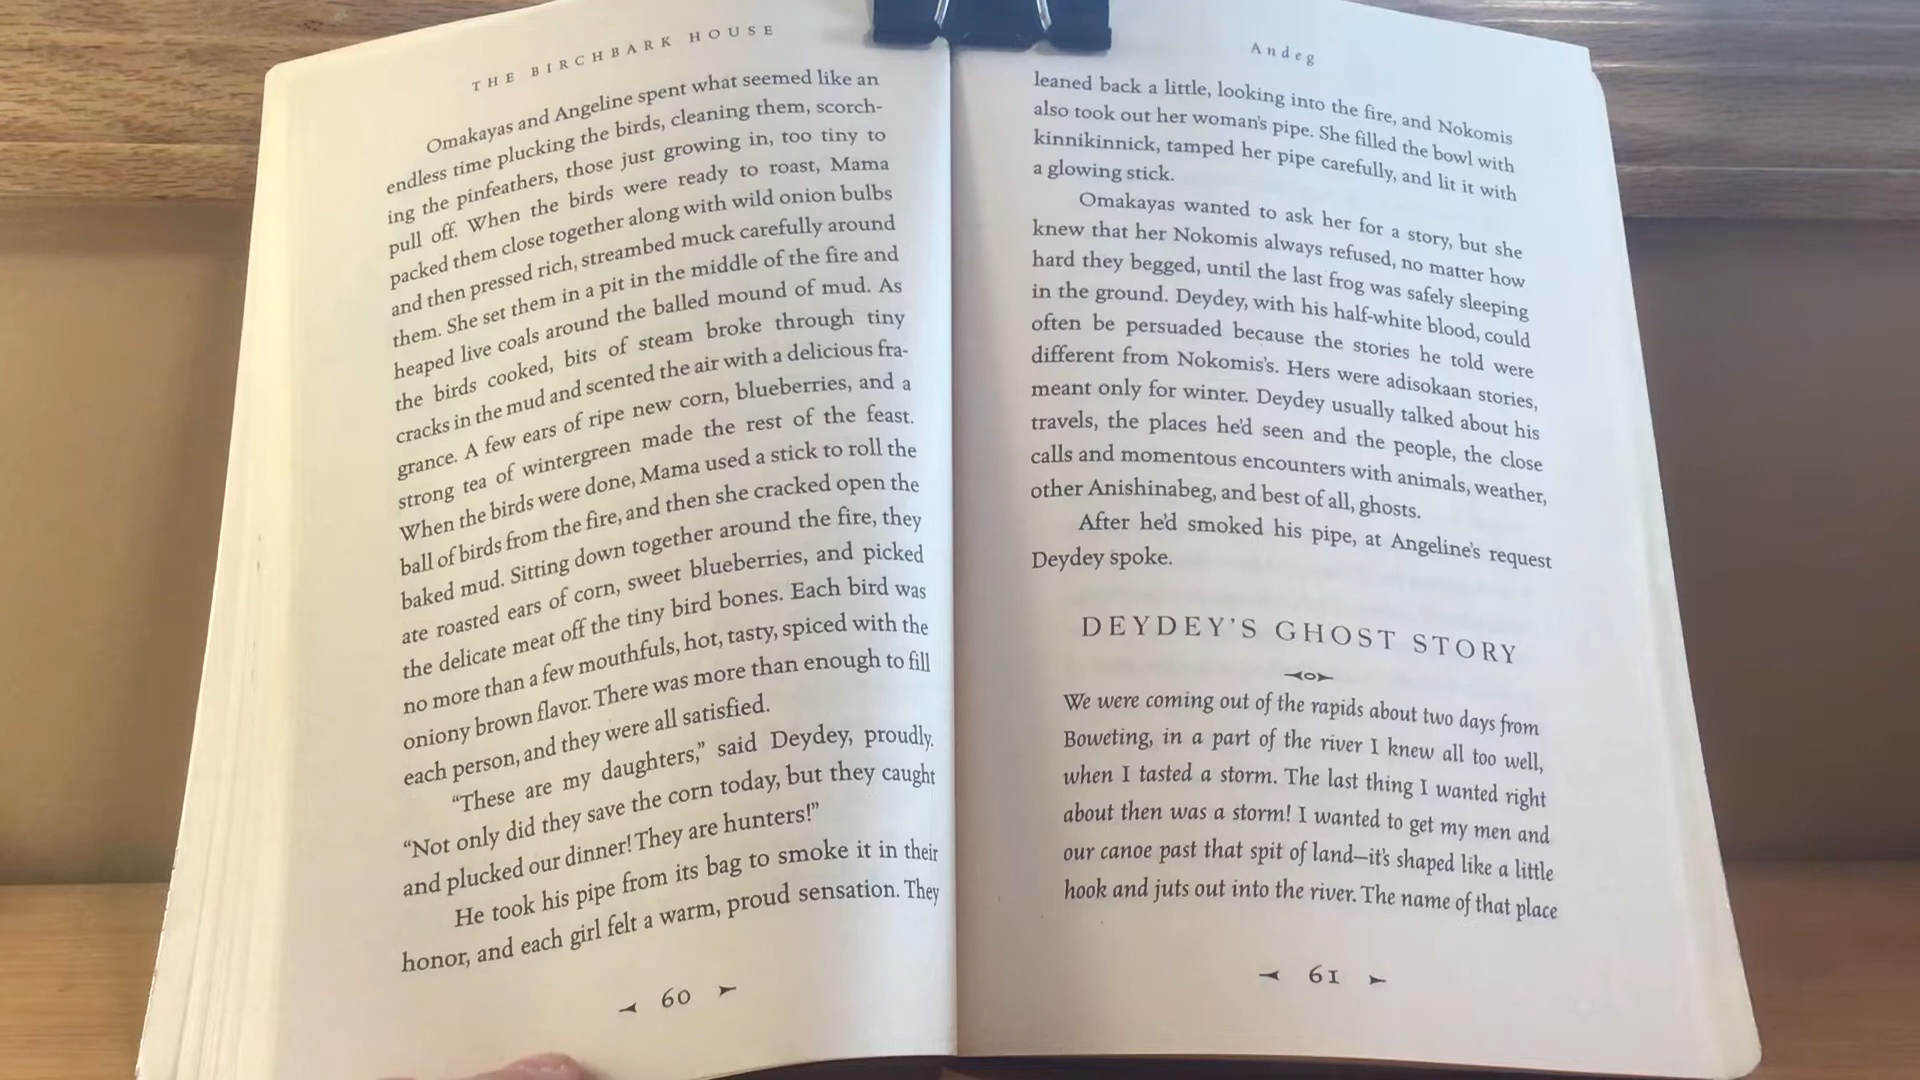 THE BIRCHBARK HOUSE
Omakayas and Angeline spent what seemed like an
endless time plucking the birds, cleaning them, scorch-
ing the pinfeathers, those just growing in, too tiny to
pull off. When the birds were ready to roast, Mama
packed them close together along with wild onion bulbs
and then pressed rich, streambed muck carefully around
them. She set them in a pit in the middle of the fire and
heaped live coals around the balled mound of mud. As
the birds cooked, bits of steam broke through tiny
cracks in the mud and scented the air with a delicious fra-
grance. A few ears of ripe new corn, blueberries, and a
strong tea of wintergreen made the rest of the feast.
When the birds were done, Mama used a stick to roll the
ball of birds from the fire, and then she cracked open the
baked mud. Sitting down together around the fire, they
ate roasted ears of corn, sweet blueberries, and picked
the delicate meat off the tiny bird bones. Each bird was
no more than a few mouthfuls, hot, tasty, spiced with the
oniony brown flavor. There was more than enough to fill
each person, and they were all satisfied.
“These are my daughters,” said Deydey, proudly.
“Not only did they save the corn today, but they caught
and plucked our dinner! They are hunters!”
He took his pipe from its bag to smoke it in their
honor, and each girl felt a warm, proud sensation. They
60
Andeg
leaned back a little, looking into the fire, and Nokomis
also took out her woman's pipe. She filled the bowl with
kinnikinnick, tamped her pipe carefully, and lit it with
a glowing stick.
Omakayas wanted to ask her for a story, but she
knew that her Nokomis always refused, no matter how
hard they begged, until the last frog was safely sleeping
in the ground. Deydey, with his half-white blood, could
often be persuaded because the stories he told were
different from Nokomis's. Hers were adisokaan stories,
meant only for winter. Deydey usually talked about his
travels, the places he'd seen and the people, the close
calls and momentous encounters with animals, weather,
other Anishinabeg, and best of all, ghosts.
After he'd smoked his pipe, at Angeline's request
Deydey spoke.
DEYDEY'S GHOST STORY
We were coming out of the rapids about two days from
Boweting, in a part of the river I knew all too well,
when I tasted a storm. The last thing I wanted right
about then was a storm! I wanted to get my men and
our canoe past that spit of land—it's shaped like a little
hook and juts out into the river. The name of that place
61